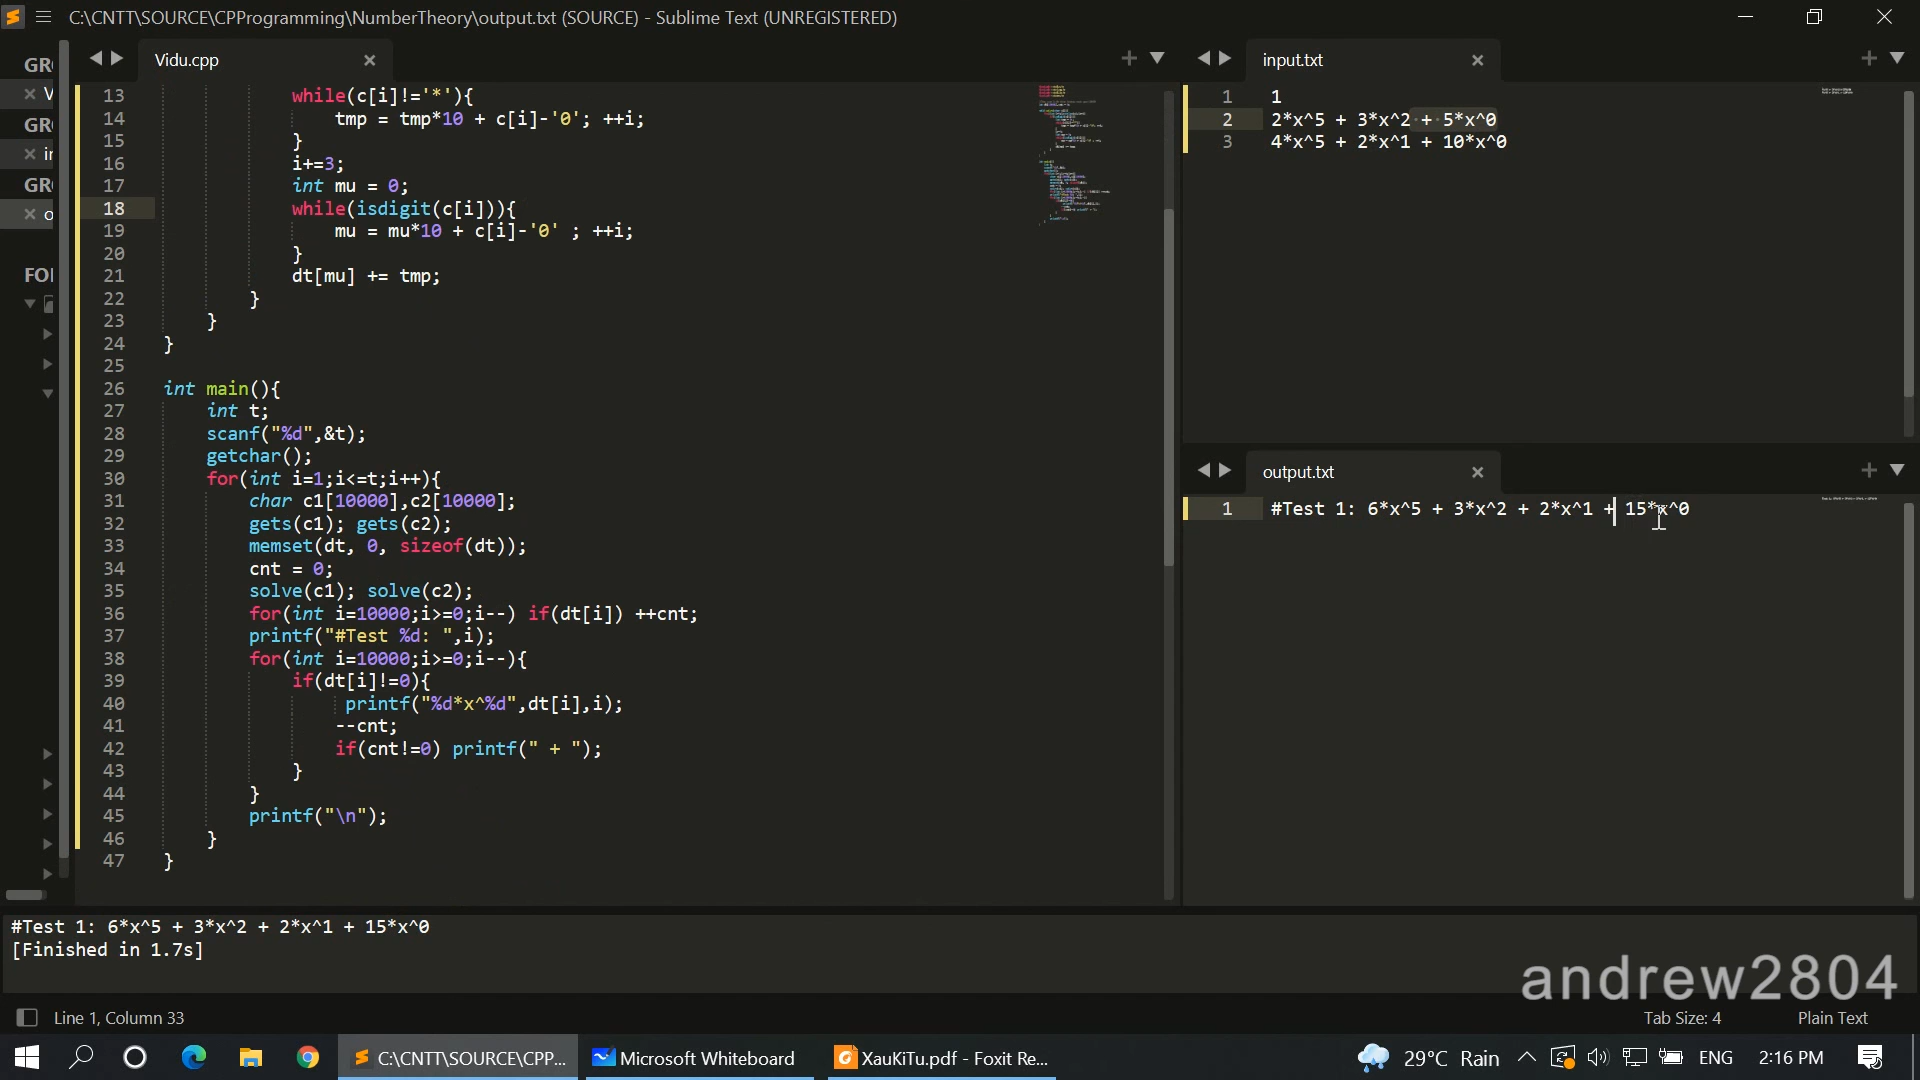 C:\CNTT\SOURCE\CPProgramming\NumberTheory\output.txt (SOURCE) - Sublime Text (UNREGISTERED)
GR
V
GR
ir
GR
o
FOI
Vidu.cpp
13 while(c[i]!='*'){
14 tmp = tmp*10 + c[i]-'0'; ++i;
15 }
16 i+=3;
17 int mu = 0;
18 while(isdigit(c[i])){
19 mu = mu*10 + c[i]-'0' ; ++i;
20 }
21 dt[mu] += tmp;
22 }
23 }
24 }
25
26 int main(){
27 int t;
28 scanf("%d",&t);
29 getchar();
30 for(int i=1;i<=t;i++){
31 char c1[10000],c2[10000];
32 gets(c1); gets(c2);
33 memset(dt, 0, sizeof(dt));
34 cnt = 0;
35 solve(c1); solve(c2);
36 for(int i=10000;i>=0;i--) if(dt[i]) ++cnt;
37 printf("#Test %d: ",i);
38 for(int i=10000;i>=0;i--){
39 if(dt[i]!=0){
40 printf("%d*x^%d",dt[i],i);
41 --cnt;
42 if(cnt!=0) printf(" + ");
43 }
44 }
45 printf("\n");
46 }
47 }
input.txt
1 1
2 2*x^5 + 3*x^2 + 5*x^0
3 4*x^5 + 2*x^1 + 10*x^0
output.txt
1 #Test 1: 6*x^5 + 3*x^2 + 2*x^1 + 15*x^0
#Test 1: 6*x^5 + 3*x^2 + 2*x^1 + 15*x^0
[Finished in 1.7s]
andrew2804
Line 1, Column 33
Tab Size: 4
Plain Text
C:\CNTT\SOURCE\CPP...
Microsoft Whiteboard
XauKiTu.pdf - Foxit Re...
29°C Rain
ENG
2:16 PM